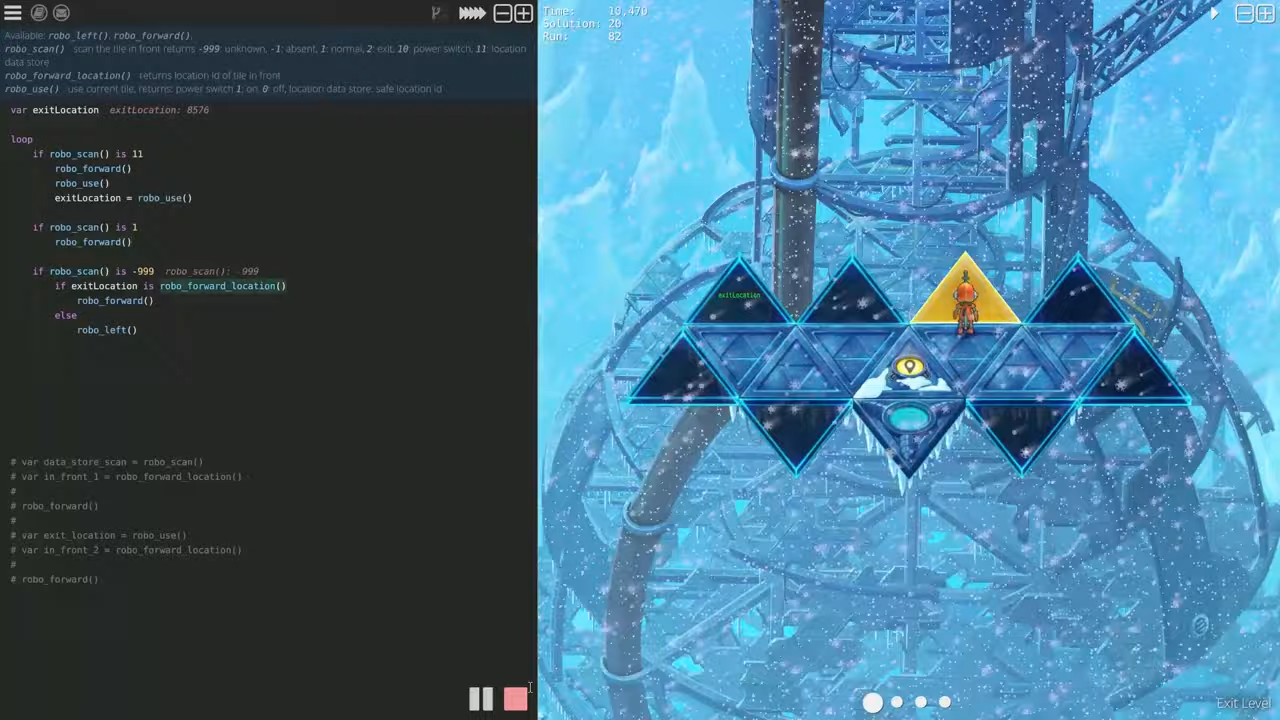 Available: robo_left(), robo_forward(),
robo_scan() scan the tile in front returns -999: unknown, -1: absent, 1: normal, 2: exit, 10: power switch, 11: location
data store
robo_forward_location() returns location id of tile in front
robo_use() use current tile, returns: power switch 1: on, 0: off, location data store: safe location id
var exitLocation exitLocation: 8576
loop
if robo_scan() is 11
robo_forward()
robo_use()
exitLocation = robo_use()
if robo_scan() is 1
robo_forward()
if robo_scan() is -999 robo_scan(): -999
if exitLocation is robo_forward_location()
robo_forward()
else
robo_left()
# var data_store_scan = robo_scan()
# var in_front_1 = robo_forward_location()
#
# robo_forward()
#
# var exit_location = robo_use()
# var in_front_2 = robo_forward_location()
#
# robo_forward()
Time: 10,470
Solution: 20
Run: 82
exitLocation
Exit Level